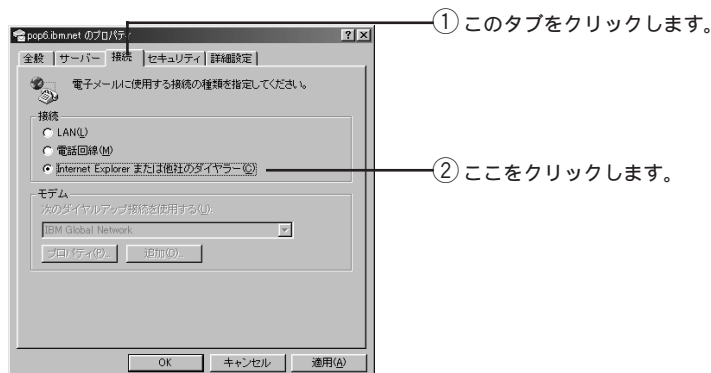 pop6.ibm.net のプロパティ
全般 サーバー 接続 セキュリティ 詳細設定
電子メールに使用する接続の種類を指定してください。
接続
LAN(L)
電話回線(M)
Internet Explorer または他社のダイヤラー(C)
モデム
次のダイヤルアップ接続を使用する(U):
IBM Global Network
プロパティ(P)... 追加(D)...
OK キャンセル 適用(A)
① このタブをクリックします。
② ここをクリックします。